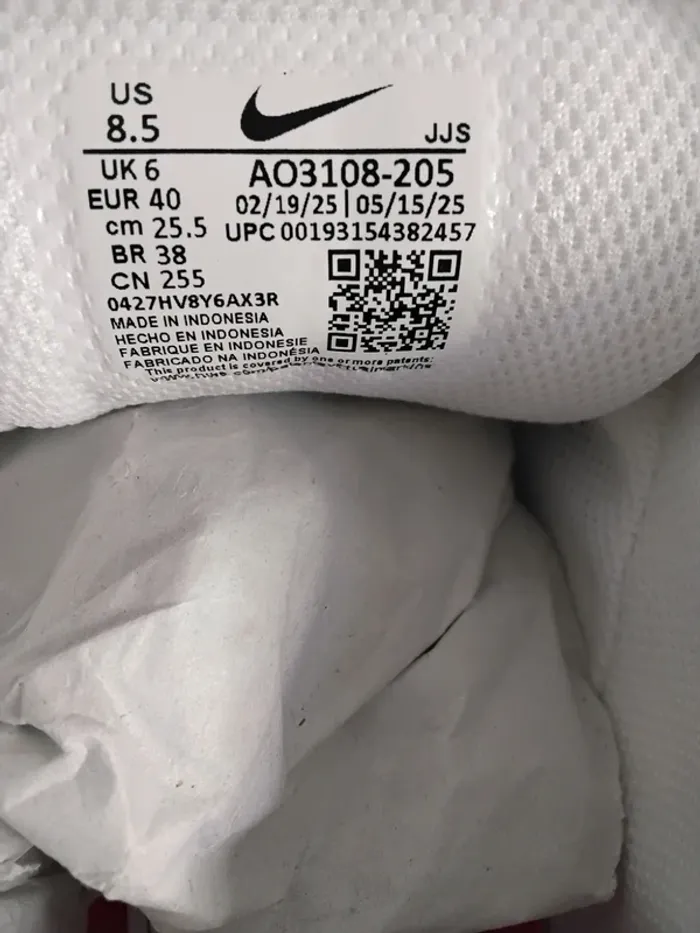 US
8.5
JJS
UK 6
AO3108-205
EUR 40
02/19/25 | 05/15/25
cm 25.5
UPC 00193154382457
BR 38
CN 255
0427HV8Y6AX3R
MADE IN INDONESIA
HECHO EN INDONESIA
FABRIQUE EN INDONESIE
FABRICADO NA INDONÉSIA
This product is covered by one or more patents: